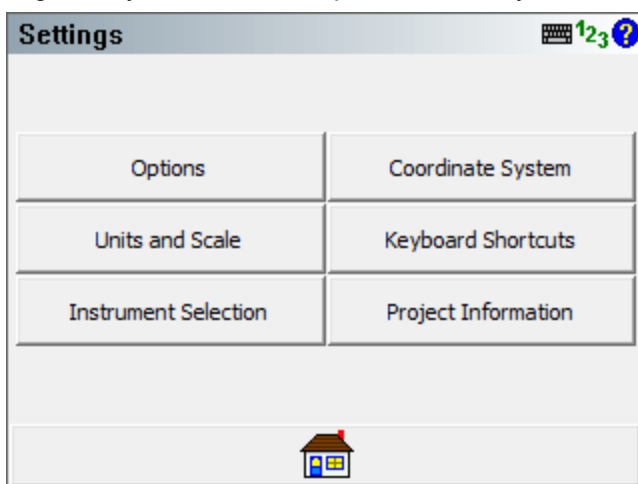 Settings
123
?
Options
Coordinate System
Units and Scale
Keyboard Shortcuts
Instrument Selection
Project Information